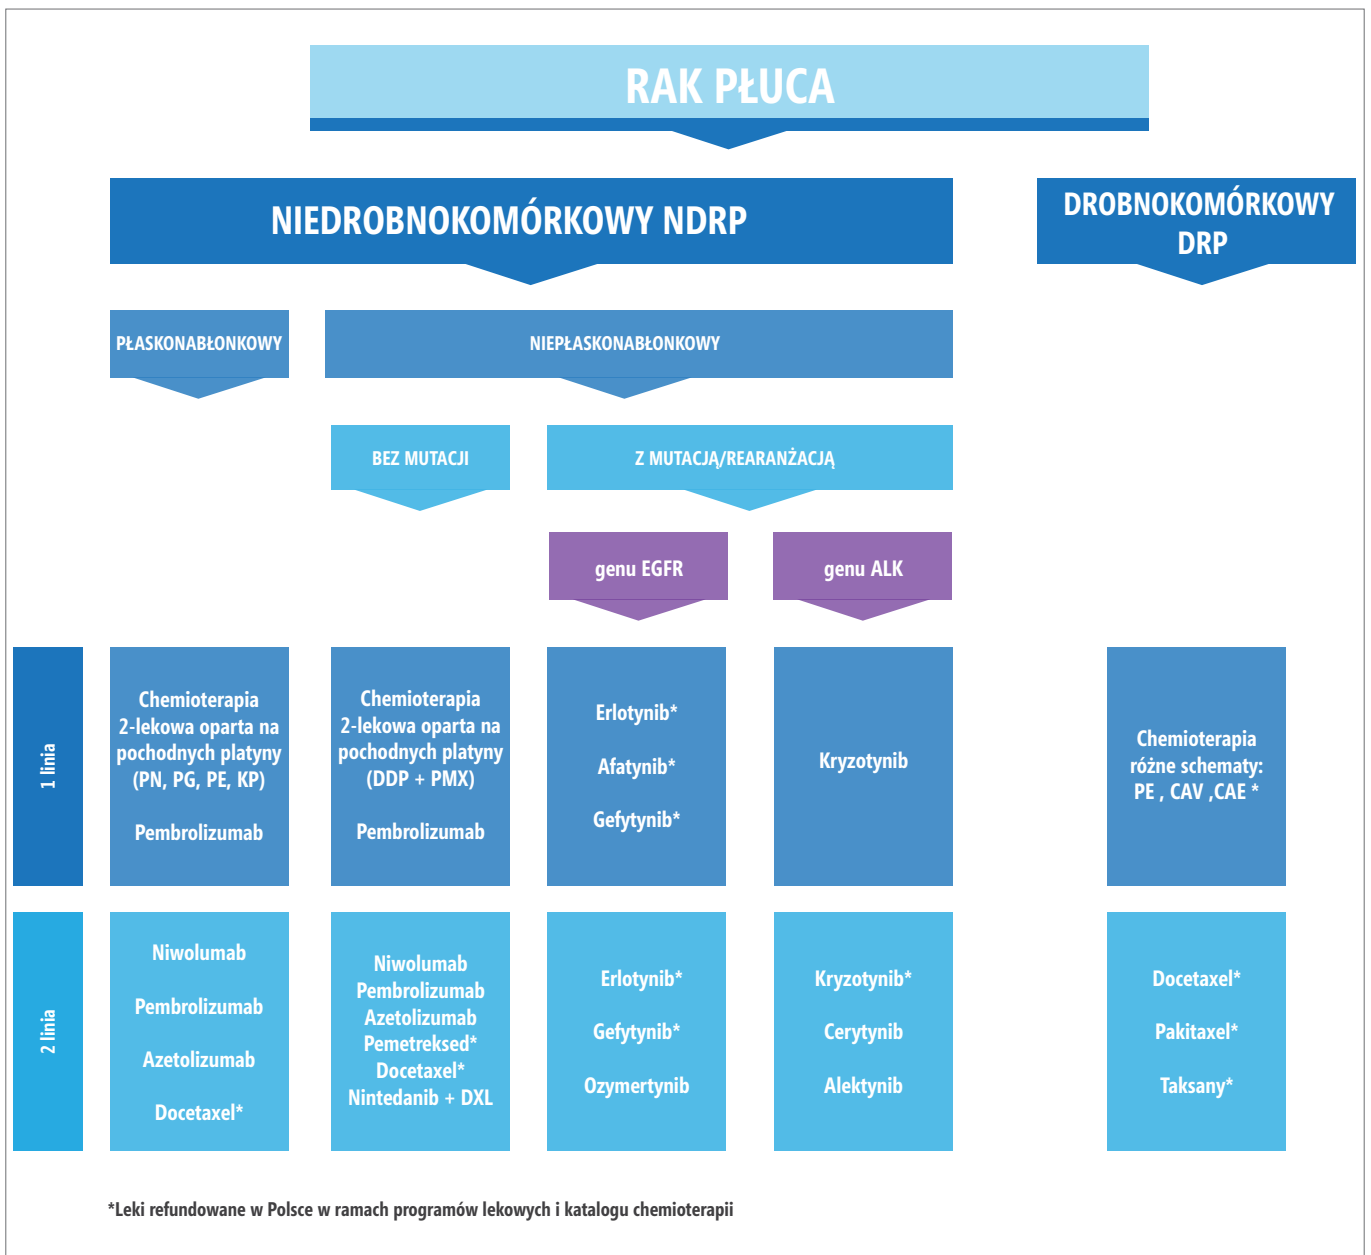 RAK PŁUCA
NIEDROBNOKOMÓRKOWY NDRP
DROBNOKOMÓRKOWY
DRP
PŁASKONABŁONKOWY
NIEPŁASKONABŁONKOWY
BEZ MUTACJI
Z MUTACJĄ/REARANŻACJĄ
genu EGFR
genu ALK
1 linia
Chemioterapia
2-lekowa oparta na
pochodnych platyny
(PN, PG, PE, KP)
Pembrolizumab
Chemioterapia
2-lekowa oparta na
pochodnych platyny
(DDP + PMX)
Pembrolizumab
Erlotynib*
Afatynib*
Gefytynib*
Kryzotynib
Chemioterapia
różne schematy:
PE , CAV ,CAE *
2 linia
Niwolumab
Pembrolizumab
Azetolizumab
Docetaxel*
Niwolumab
Pembrolizumab
Azetolizumab
Pemetreksed*
Docetaxel*
Nintedanib + DXL
Erlotynib*
Gefytynib*
Ozymertynib
Kryzotynib*
Cerytynib
Alektynib
Docetaxel*
Pakitaxel*
Taksany*
*Leki refundowane w Polsce w ramach programów lekowych i katalogu chemioterapii